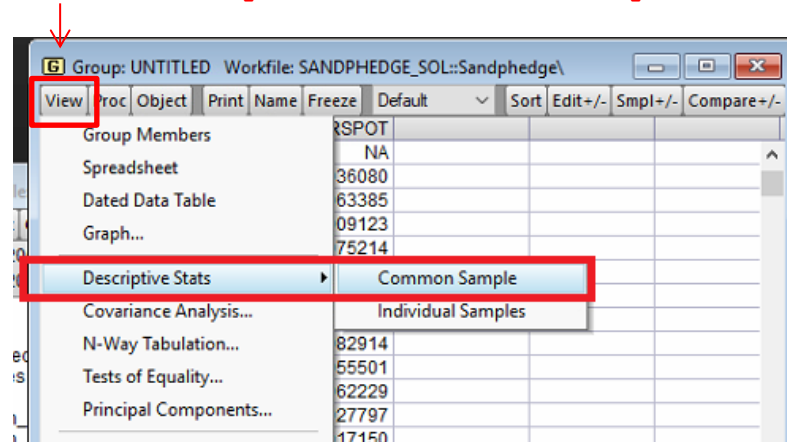 Group: UNTITLED Workfile: SANDPHEDGE_SOL::Sandphedge\
View Proc Object Print Name Freeze Default Sort Edit+/- Smpl+/- Compare+/-
Group Members
RSPOT
NA
Spreadsheet
36080
Dated Data Table
63385
09123
Graph...
75214
Descriptive Stats
Common Sample
Covariance Analysis...
Individual Samples
N-Way Tabulation...
82914
Tests of Equality...
55501
62229
Principal Components...
27797
17150